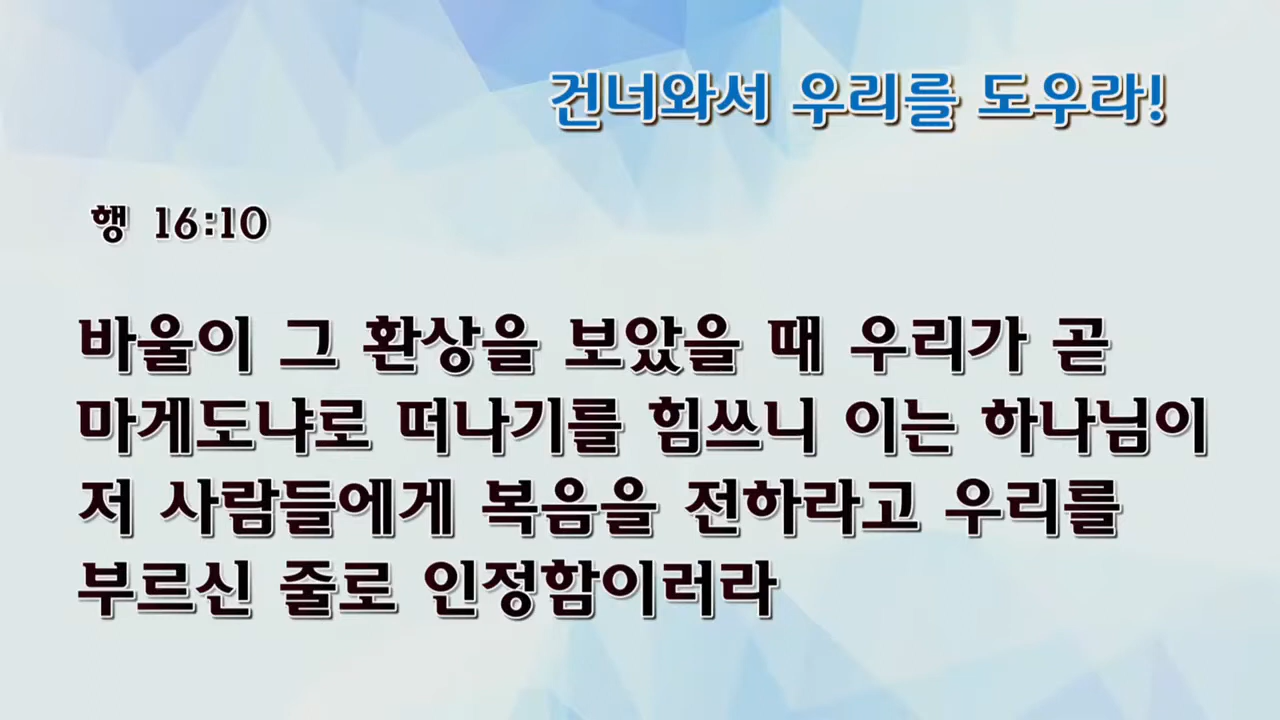 건너와서 우리를 도우라!
행 16:10
바울이 그 환상을 보았을 때 우리가 곧
마게도냐로 떠나기를 힘쓰니 이는 하나님이
저 사람들에게 복음을 전하라고 우리를
부르신 줄로 인정함이러라